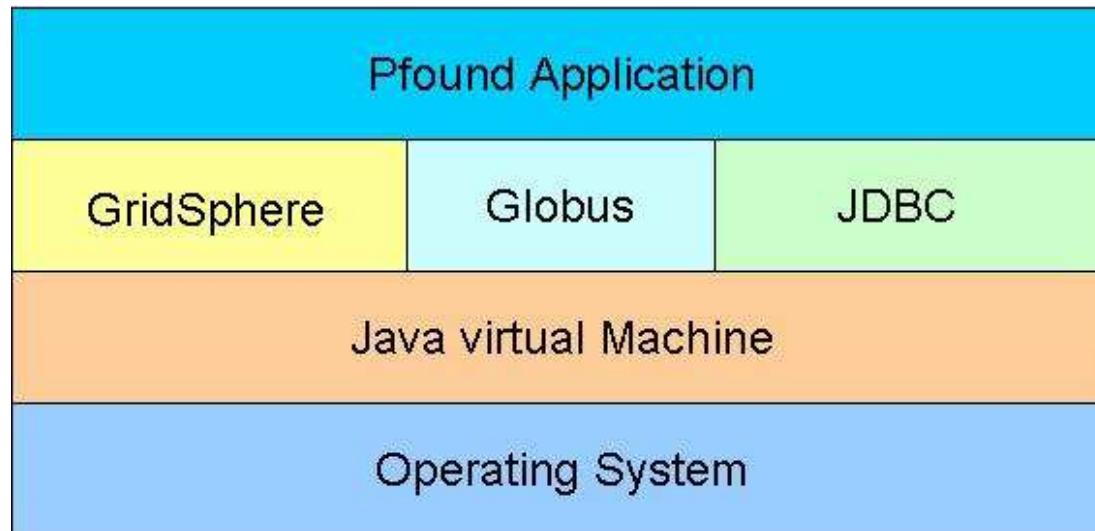 Pfound Application
GridSphere
Globus
JDBC
Java virtual Machine
Operating System